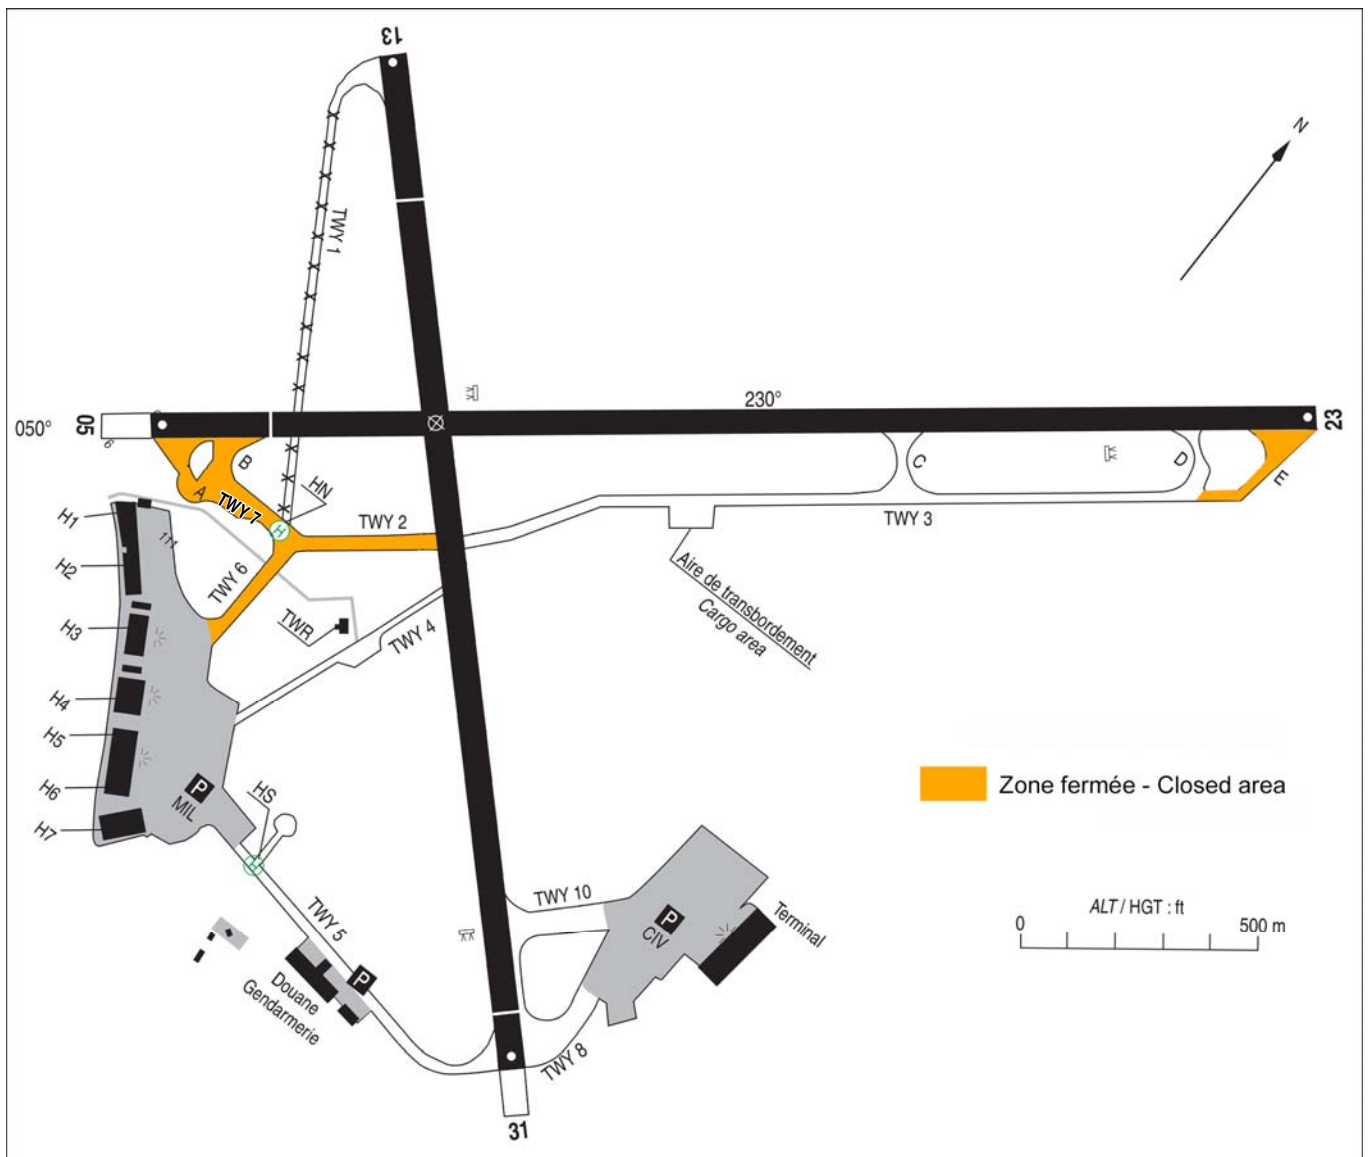 13
N
TWY 1
230°
050°
05
23
6
B
A
TWY 7
HN
H
C
D
E
TWY 2
TWY 3
H1
111
H2
TWY 6
Aire de transbordement
Cargo area
H3
TWR
TWY 4
H4
H5
H6
P
MIL
HS
H7
H
Zone fermée - Closed area
TWY 10
P
CIV
Terminal
ALT / HGT : ft
0
500 m
TWY 5
P
Douane
Gendarmerie
TWY 8
31